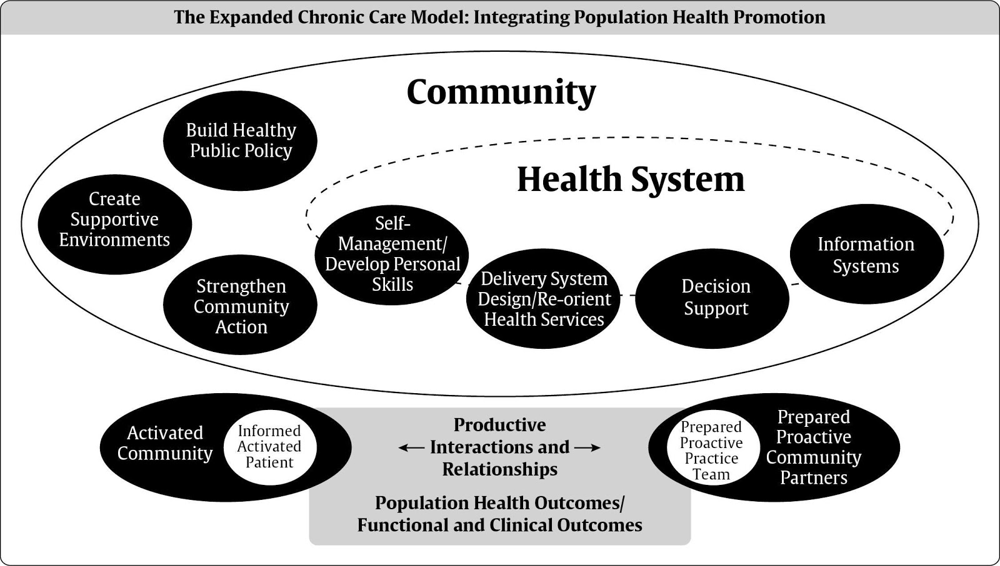 The Expanded Chronic Care Model: Integrating Population Health Promotion
Community
Build Healthy
Public Policy
Health System
Create
Supportive
Environments
Strengthen
Community
Action
Self-
Management/
Develop Personal
Skills
Delivery System
Design/Re-orient
Health Services
Decision
Support
Information
Systems
Activated
Community
Informed
Activated
Patient
Productive
Interactions and
Relationships
Population Health Outcomes/
Functional and Clinical Outcomes
Prepared
Proactive
Practice
Team
Prepared
Proactive
Community
Partners